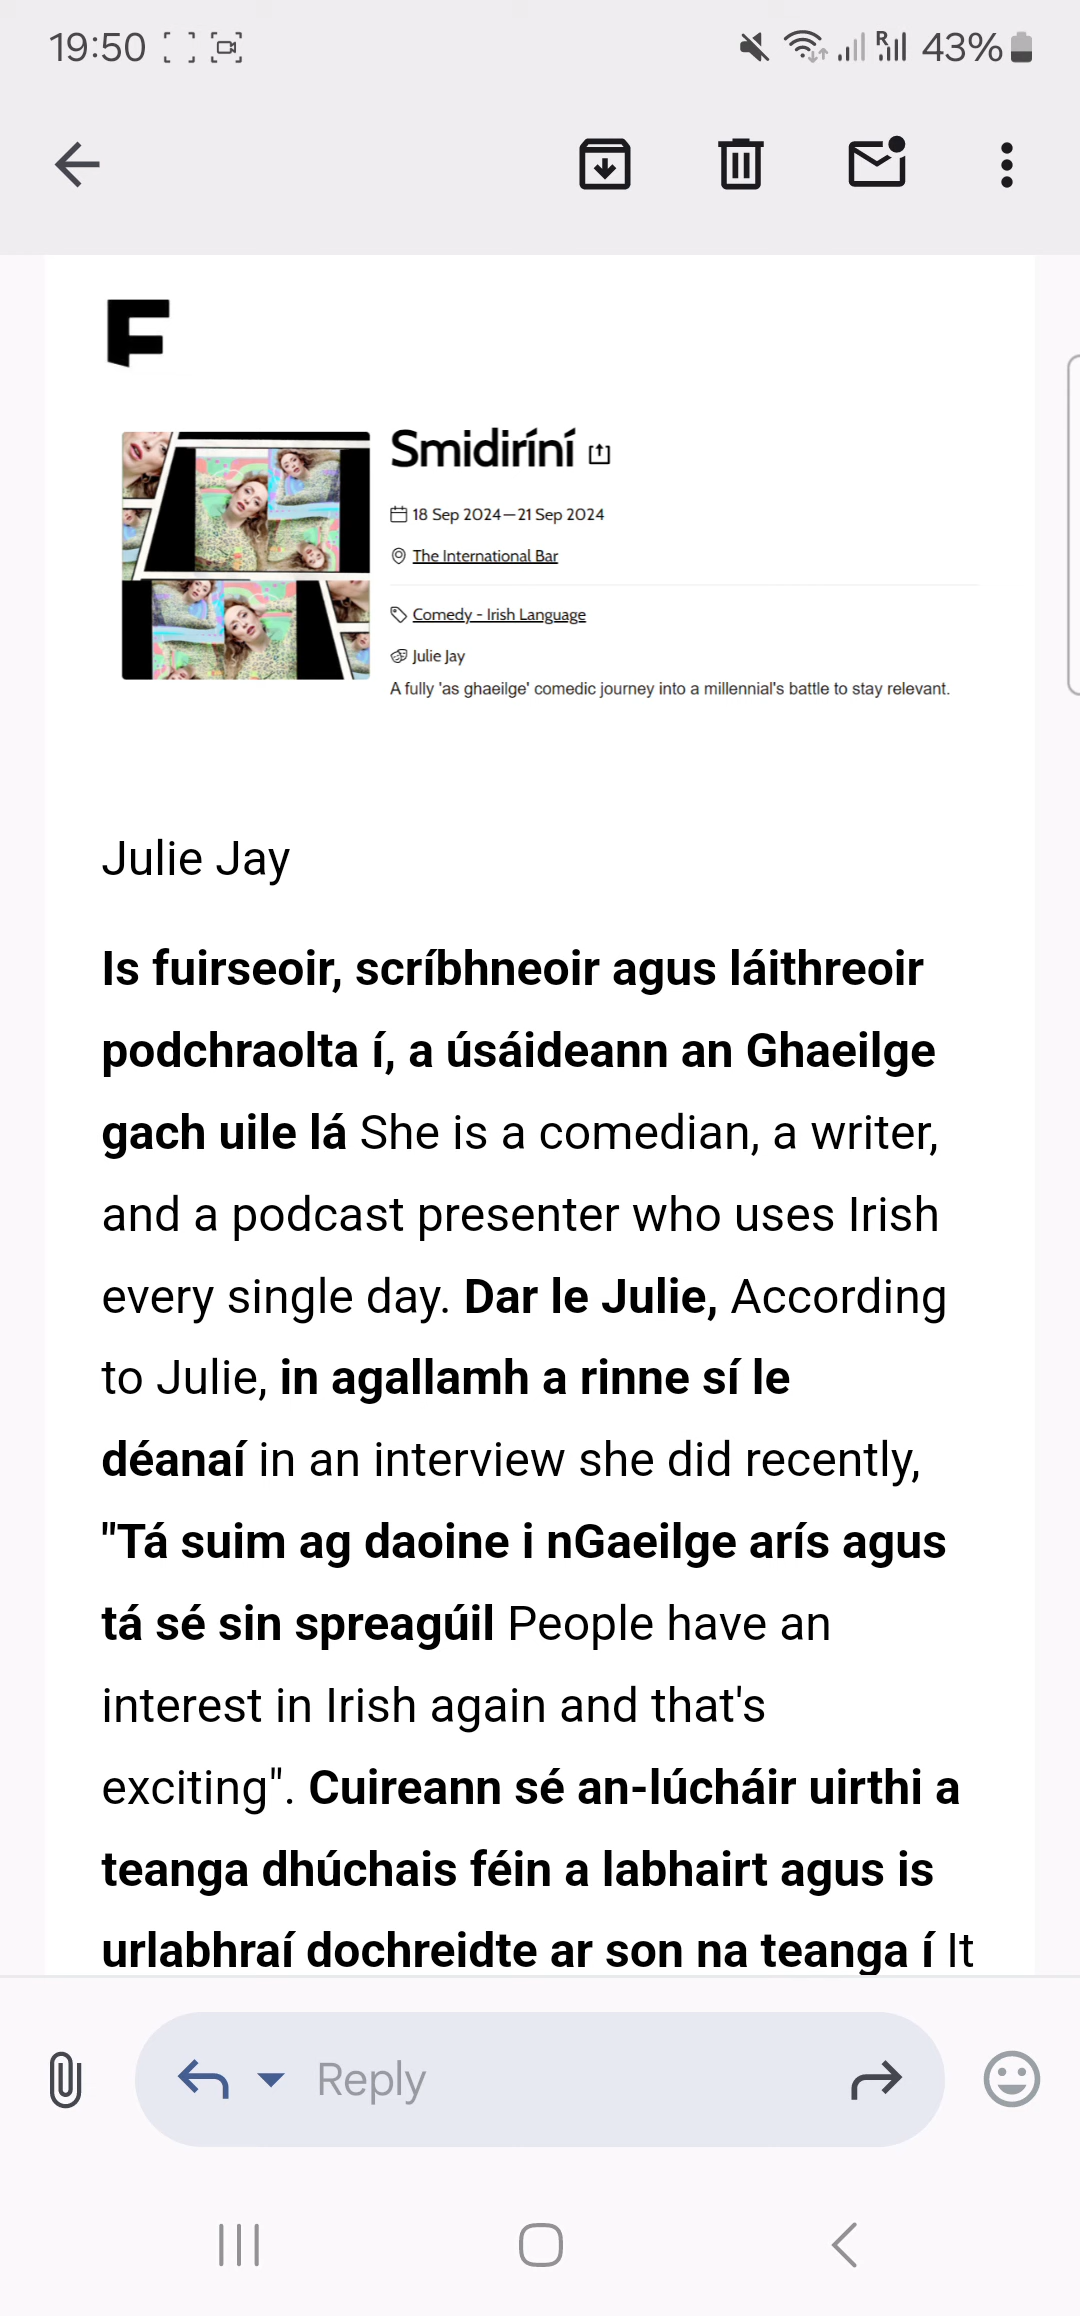 19:50
R
43%
F
Smidiríní
18 Sep 2024—21 Sep 2024
The International Bar
Comedy - Irish Language
Julie Jay
A fully 'as ghaeilge' comedic journey into a millennial's battle to stay relevant.
Julie Jay
Is fuirseoir, scríbhneoir agus láithreoir
podchraolta í, a úsáideann an Ghaeilge
gach uile lá She is a comedian, a writer,
and a podcast presenter who uses Irish
every single day. Dar le Julie, According
to Julie, in agallamh a rinne sí le
déanaí in an interview she did recently,
"Tá suim ag daoine i nGaeilge arís agus
tá sé sin spreagúil People have an
interest in Irish again and that's
exciting". Cuireann sé an-lúcháir uirthi a
teanga dhúchais féin a labhairt agus is
urlabhraí dochreidte ar son na teanga í It
Reply